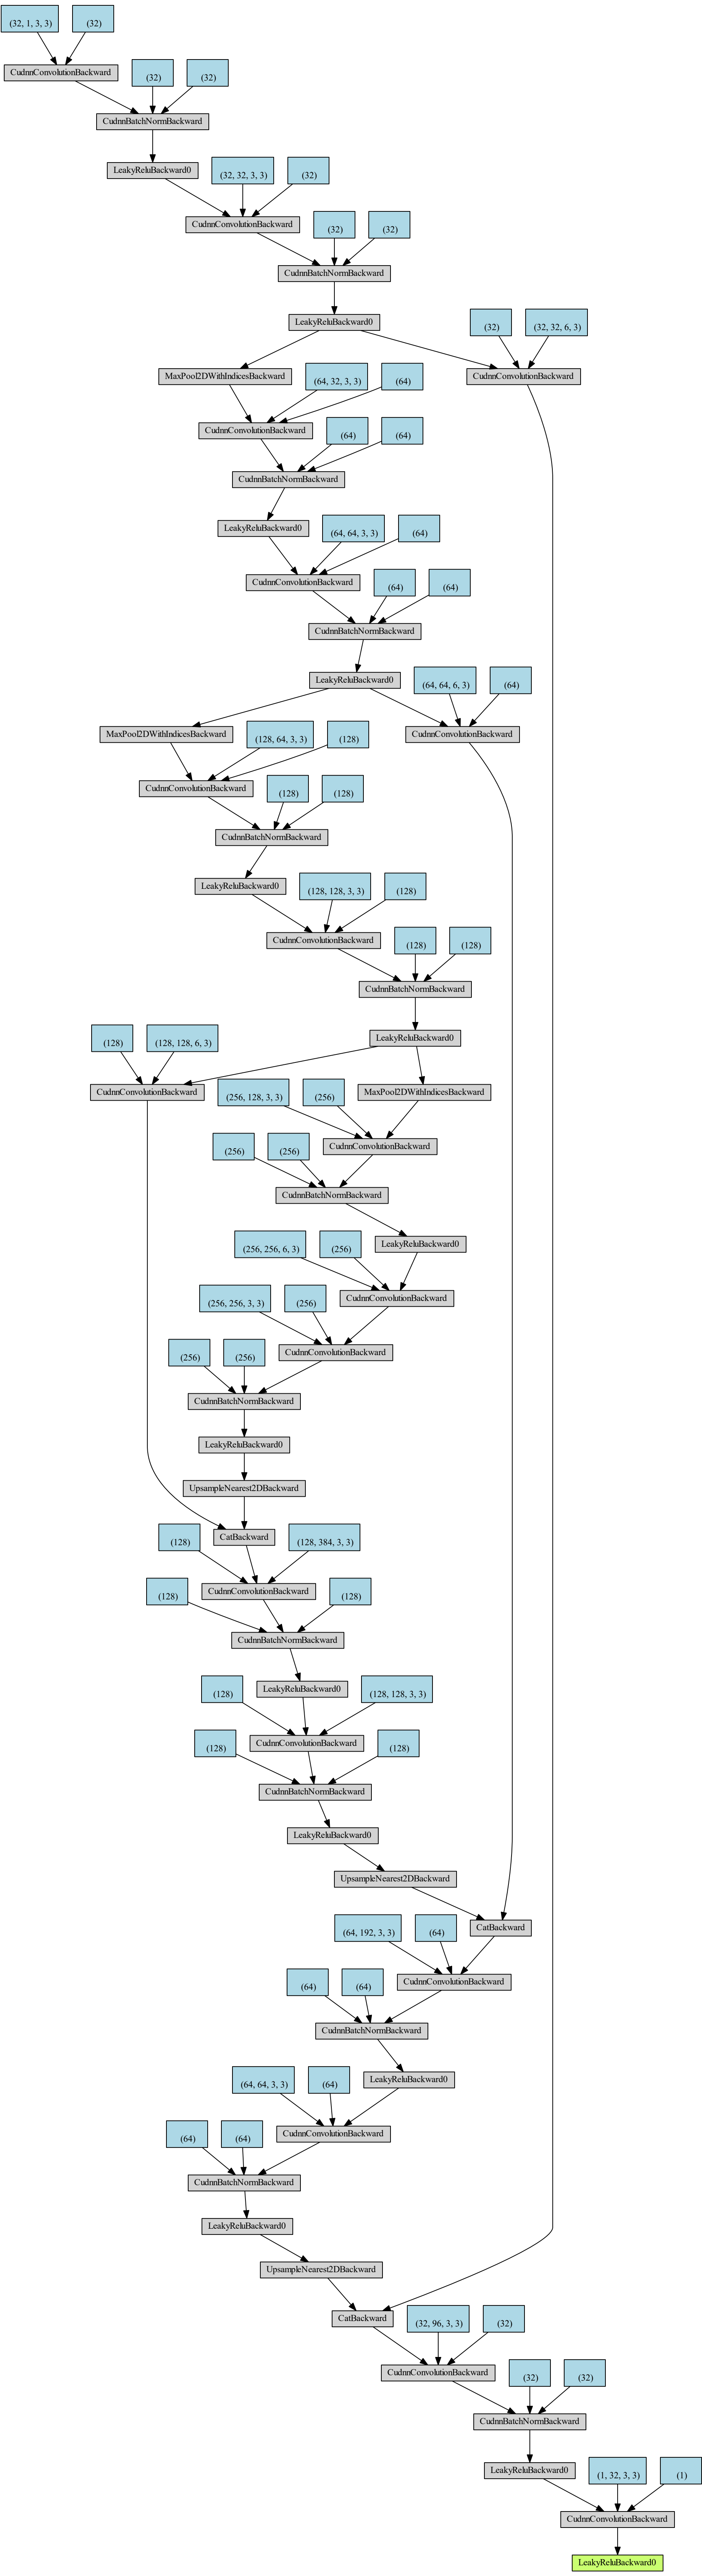 (32, 1, 3, 3) (32)
CudnnConvolutionBackward
(32) (32)
CudnnBatchNormBackward
LeakyReluBackward0
(32, 32, 3, 3) (32)
CudnnConvolutionBackward
(32) (32)
CudnnBatchNormBackward
LeakyReluBackward0
(32) (32, 32, 6, 3)
MaxPool2DWithIndicesBackward
(64, 32, 3, 3) (64)
CudnnConvolutionBackward
CudnnConvolutionBackward
(64) (64)
CudnnBatchNormBackward
LeakyReluBackward0
(64, 64, 3, 3) (64)
CudnnConvolutionBackward
(64) (64)
CudnnBatchNormBackward
LeakyReluBackward0
(64, 64, 6, 3) (64)
MaxPool2DWithIndicesBackward
(128, 64, 3, 3) (128)
CudnnConvolutionBackward
CudnnConvolutionBackward
(128) (128)
CudnnBatchNormBackward
LeakyReluBackward0
(128, 128, 3, 3) (128)
CudnnConvolutionBackward
(128) (128)
CudnnBatchNormBackward
LeakyReluBackward0
(128) (128, 128, 6, 3)
CudnnConvolutionBackward
(256, 128, 3, 3) (256)
MaxPool2DWithIndicesBackward
CudnnConvolutionBackward
(256) (256)
CudnnBatchNormBackward
LeakyReluBackward0
(256, 256, 6, 3) (256)
CudnnConvolutionBackward
(256, 256, 3, 3) (256)
CudnnConvolutionBackward
(256) (256)
CudnnBatchNormBackward
LeakyReluBackward0
UpsampleNearest2DBackward
CatBackward
(128) (128, 384, 3, 3)
CudnnConvolutionBackward
(128) (128)
CudnnBatchNormBackward
LeakyReluBackward0
(128) (128, 128, 3, 3)
CudnnConvolutionBackward
(128) (128)
CudnnBatchNormBackward
LeakyReluBackward0
UpsampleNearest2DBackward
CatBackward
(64, 192, 3, 3) (64)
CudnnConvolutionBackward
(64) (64)
CudnnBatchNormBackward
LeakyReluBackward0
(64, 64, 3, 3) (64)
CudnnConvolutionBackward
(64) (64)
CudnnBatchNormBackward
LeakyReluBackward0
UpsampleNearest2DBackward
CatBackward
(32, 96, 3, 3) (32)
CudnnConvolutionBackward
(32) (32)
CudnnBatchNormBackward
LeakyReluBackward0
(1, 32, 3, 3) (1)
CudnnConvolutionBackward
LeakyReluBackward0